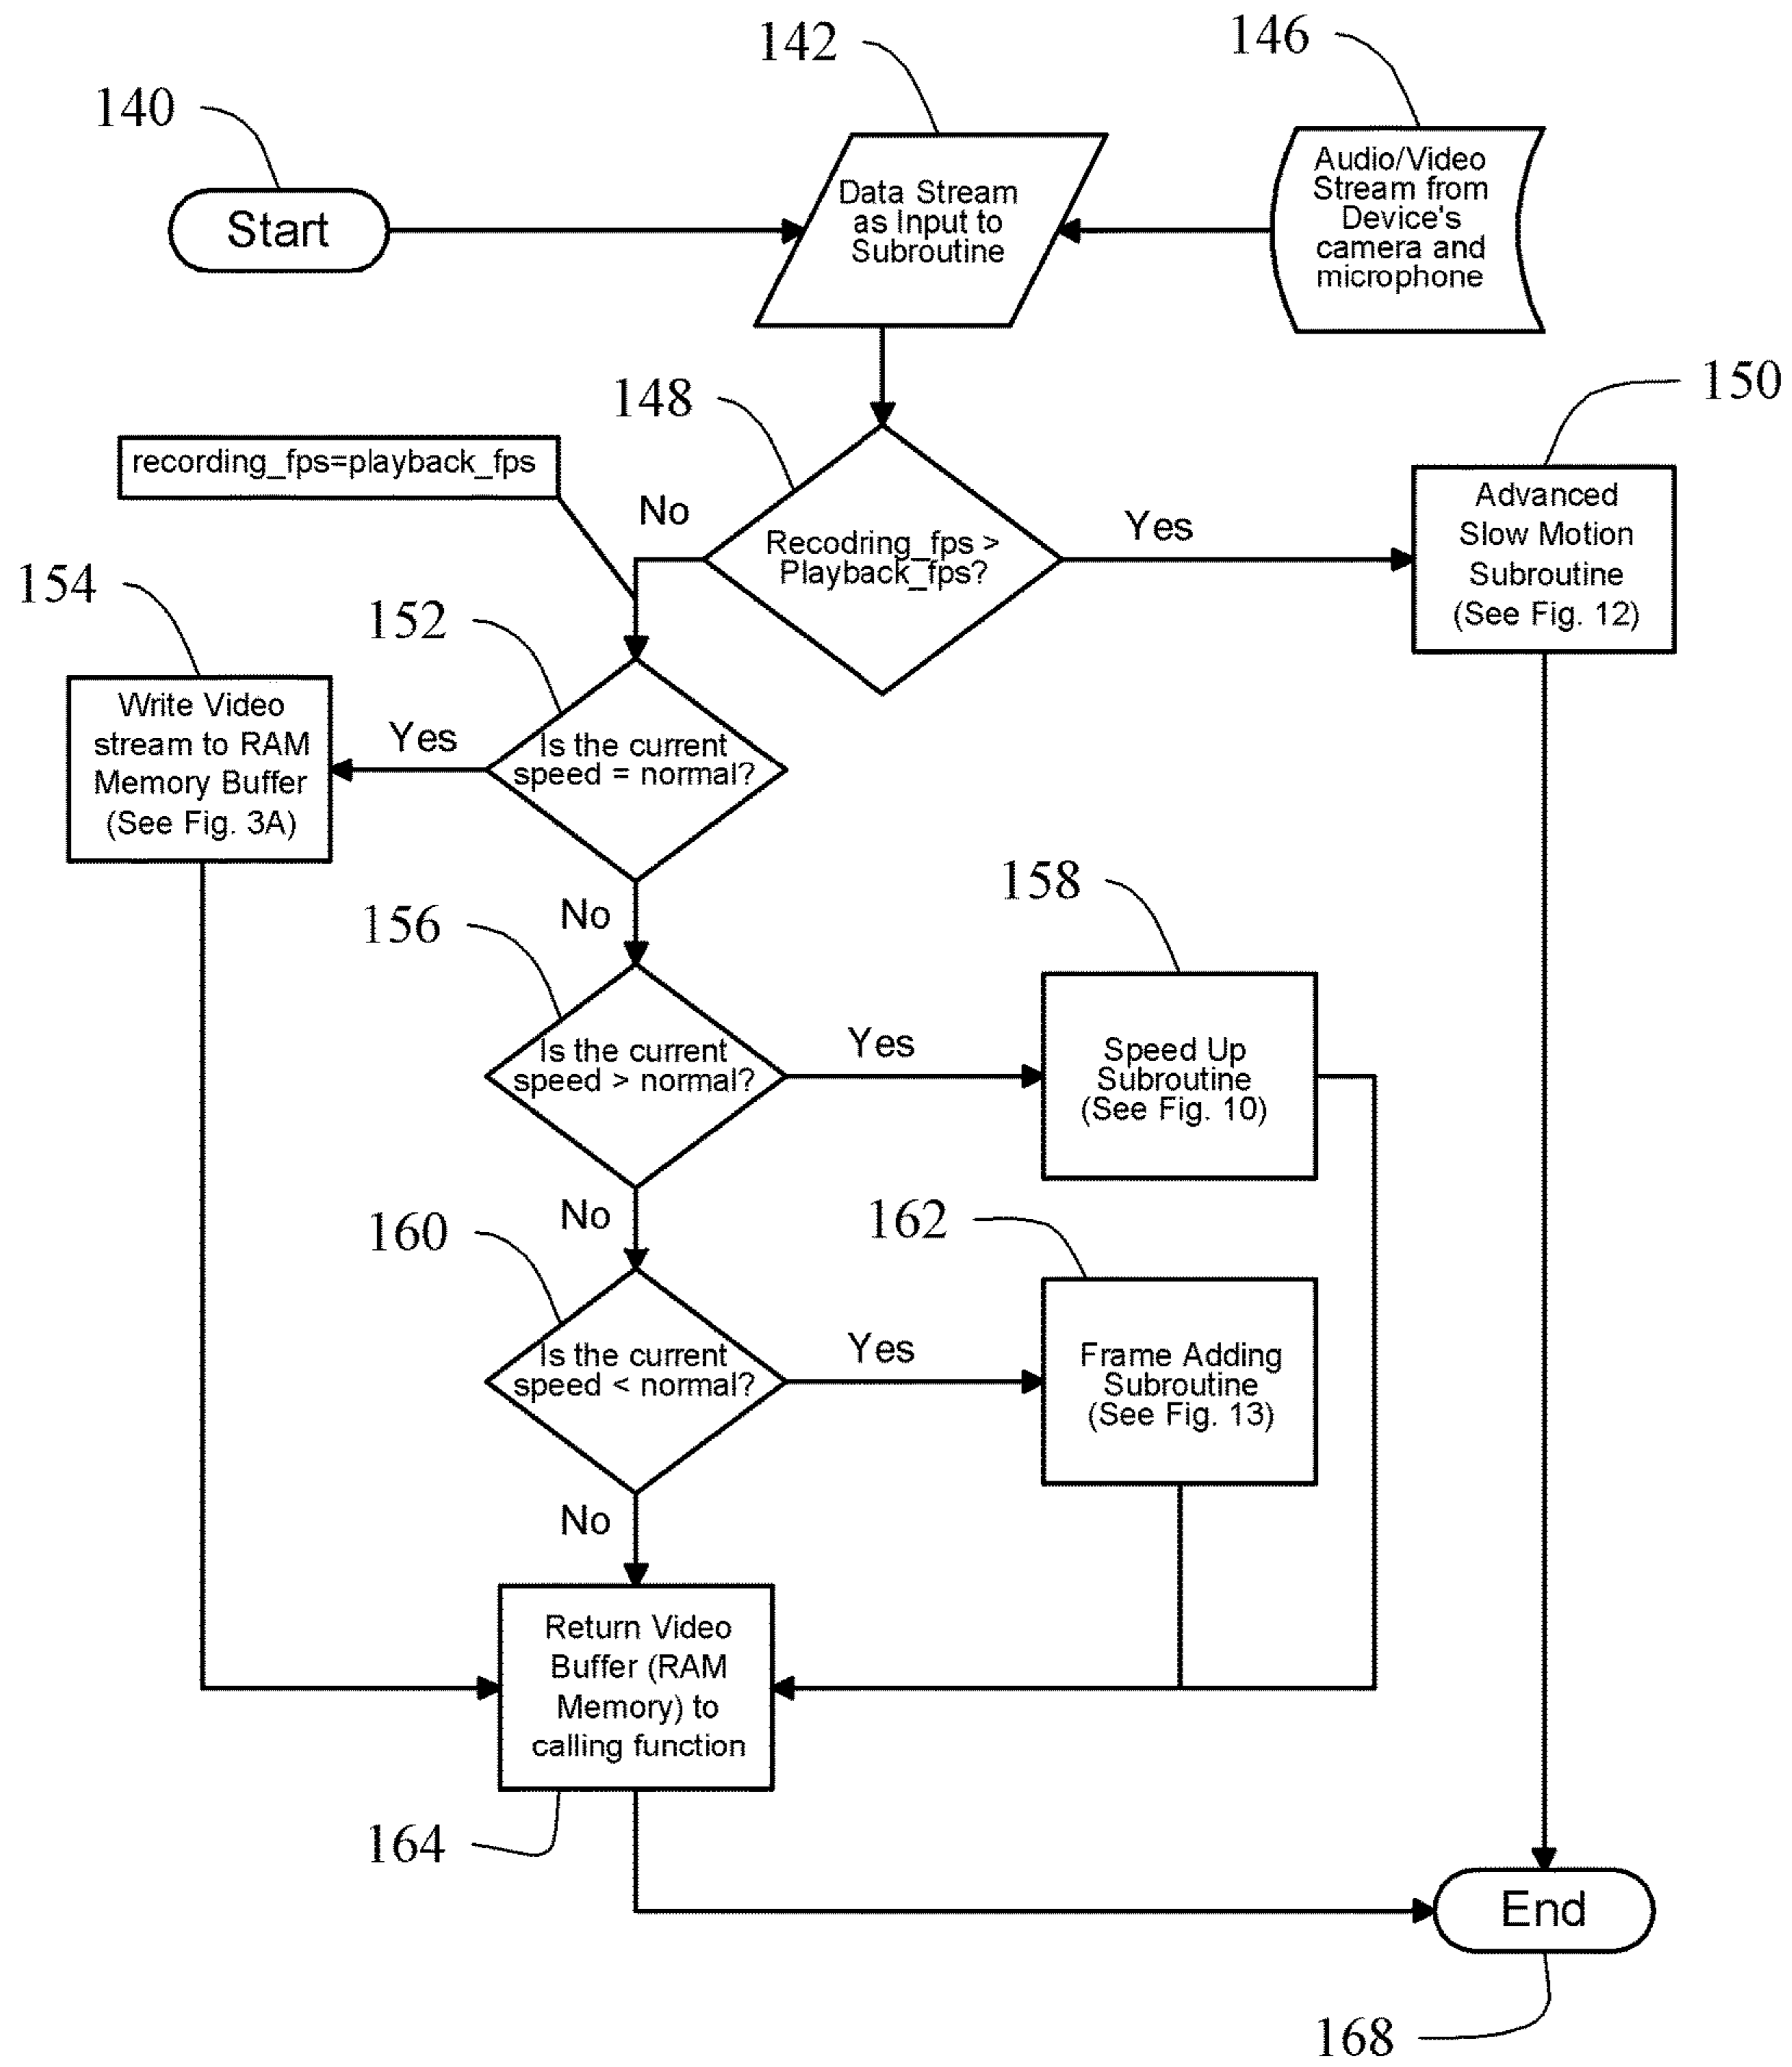 142
146
140
Start
Data Stream
as Input to
Subroutine
Audio/Video
Stream from
Device's
camera and
microphone
148
150
recording_fps=playback_fps
No
Recodring_fps >
Playback_fps?
Yes
Advanced
Slow Motion
Subroutine
(See Fig. 12)
154
152
Write Video
stream to RAM
Memory Buffer
(See Fig. 3A)
Yes
Is the current
speed = normal?
No
158
156
Is the current
speed > normal?
Yes
Speed Up
Subroutine
(See Fig. 10)
No
162
160
Is the current
speed < normal?
Yes
Frame Adding
Subroutine
(See Fig. 13)
No
Return Video
Buffer (RAM
Memory) to
calling function
164
End
168